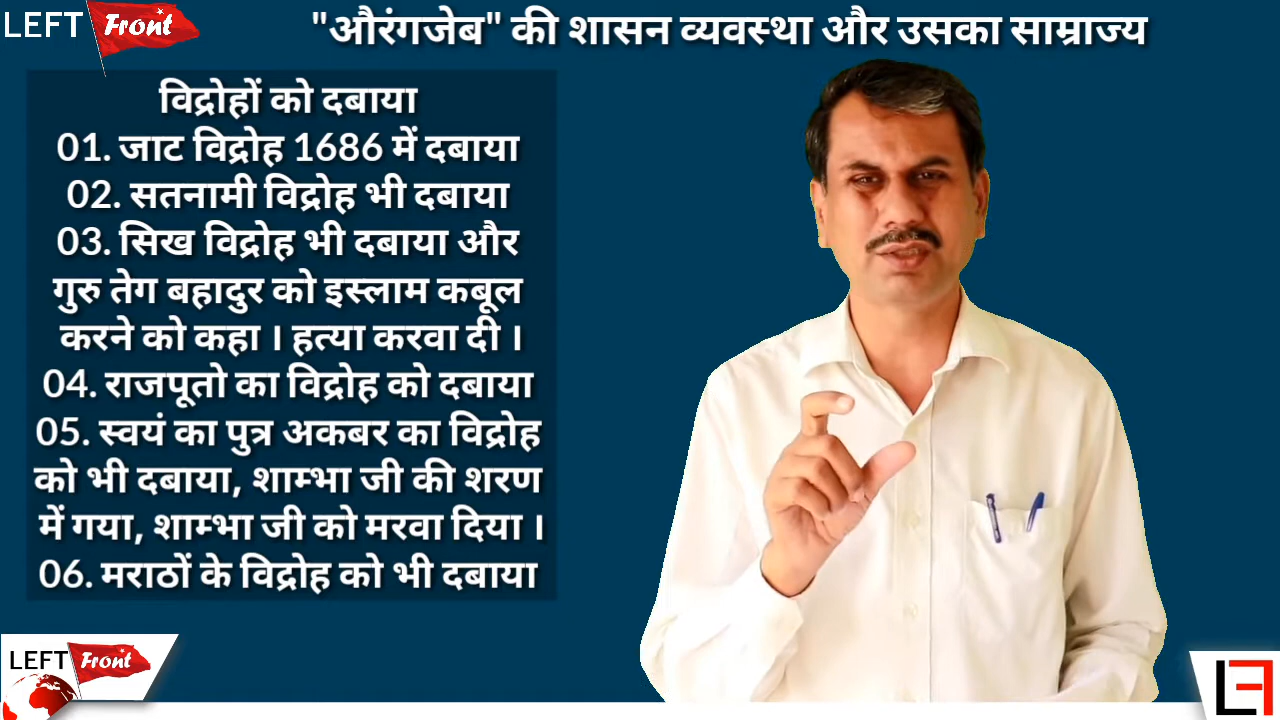 LEFT Front
"औरंगजेब" की शासन व्यवस्था और उसका साम्राज्य
विद्रोहों को दबाया
01. जाट विद्रोह 1686 में दबाया
02. सतनामी विद्रोह भी दबाया
03. सिख विद्रोह भी दबाया और
गुरु तेग बहादुर को इस्लाम कबूल
करने को कहा । हत्या करवा दी ।
04. राजपूतो का विद्रोह को दबाया
05. स्वयं का पुत्र अकबर का विद्रोह
को भी दबाया, शाम्भा जी की शरण
में गया, शाम्भा जी को मरवा दिया ।
06. मराठों के विद्रोह को भी दबाया
LEFT Front
LF